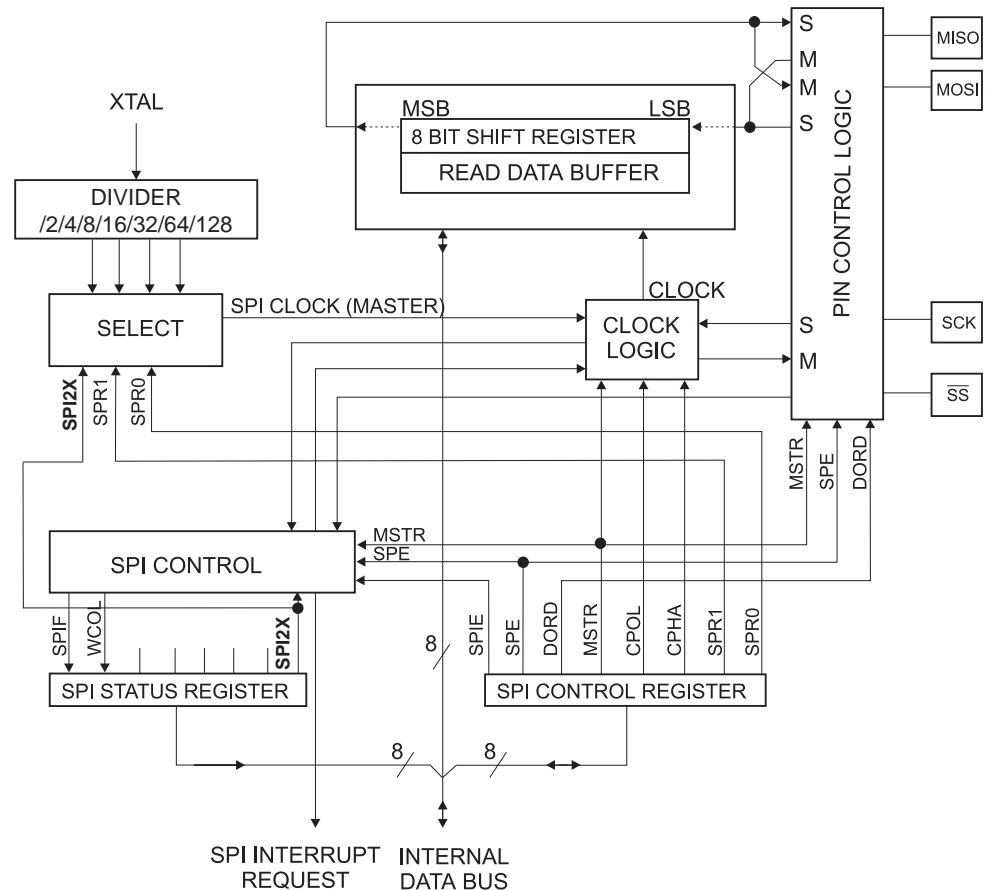 S
MISO
M
M
MOSI
XTAL
MSB
LSB
S
8 BIT SHIFT REGISTER
READ DATA BUFFER
DIVIDER
/2/4/8/16/32/64/128
PIN CONTROL LOGIC
SPI CLOCK (MASTER)
CLOCK
SELECT
CLOCK
LOGIC
S
SCK
M
SPI2X
SPR1
SPR0
SS
MSTR
SPE
DORD
MSTR
SPE
SPI CONTROL
SPIF
WCOL
SPI2X
8
SPIE
SPE
DORD
MSTR
CPOL
CPHA
SPR1
SPR0
SPI STATUS REGISTER
SPI CONTROL REGISTER
8
8
SPI INTERRUPT
REQUEST
INTERNAL
DATA BUS